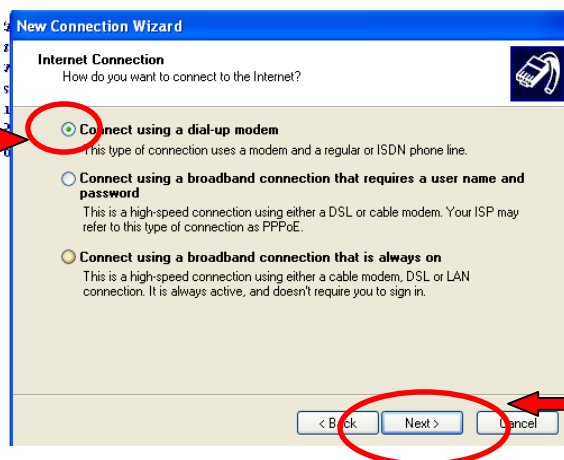 New Connection Wizard
Internet Connection
How do you want to connect to the Internet?
Connect using a dial-up modem
This type of connection uses a modem and a regular or ISDN phone line.
Connect using a broadband connection that requires a user name and
password
This is a high-speed connection using either a DSL or cable modem. Your ISP may
refer to this type of connection as PPPoE.
Connect using a broadband connection that is always on
This is a high-speed connection using either a cable modem, DSL or LAN
connection. It is always active, and doesn't require you to sign in.
< Back Next > Cancel